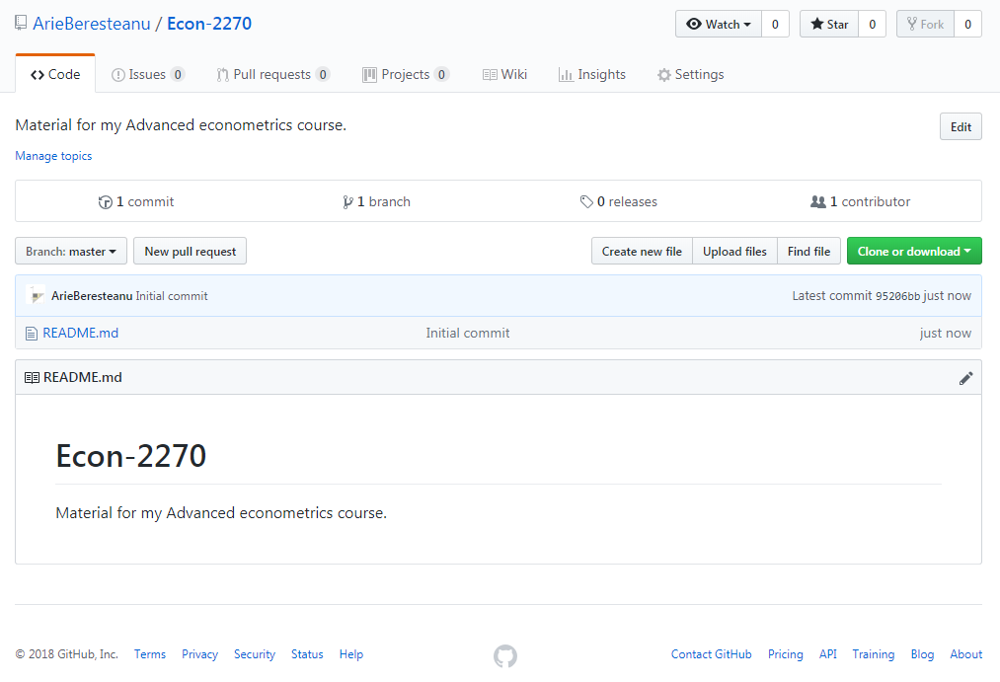 ArieBeresteanu / Econ-2270 Watch 0 Star 0 Fork 0
Code Issues 0 Pull requests 0 Projects 0 Wiki Insights Settings
Material for my Advanced econometrics course. Edit
Manage topics
1 commit 1 branch 0 releases 1 contributor
Branch: master New pull request Create new file Upload files Find file Clone or download
ArieBeresteanu Initial commit Latest commit 95206bb just now
README.md Initial commit just now
README.md
Econ-2270
Material for my Advanced econometrics course.
© 2018 GitHub, Inc. Terms Privacy Security Status Help Contact GitHub Pricing API Training Blog About